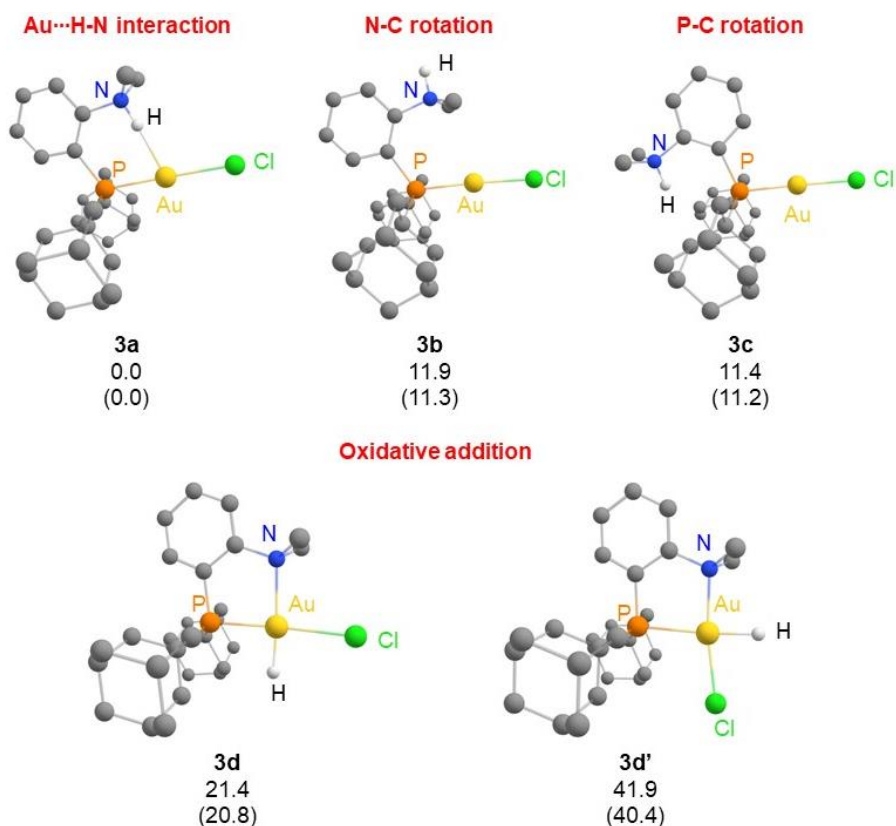 Au···H-N interaction
N-C rotation
P-C rotation
N
H
P
Au
Cl
3a
0.0
(0.0)
H
N
P
Au
Cl
3b
11.9
(11.3)
N
H
P
Au
Cl
3c
11.4
(11.2)
Oxidative addition
N
P
Au
Cl
H
3d
21.4
(20.8)
N
P
Au
H
Cl
3d’
41.9
(40.4)